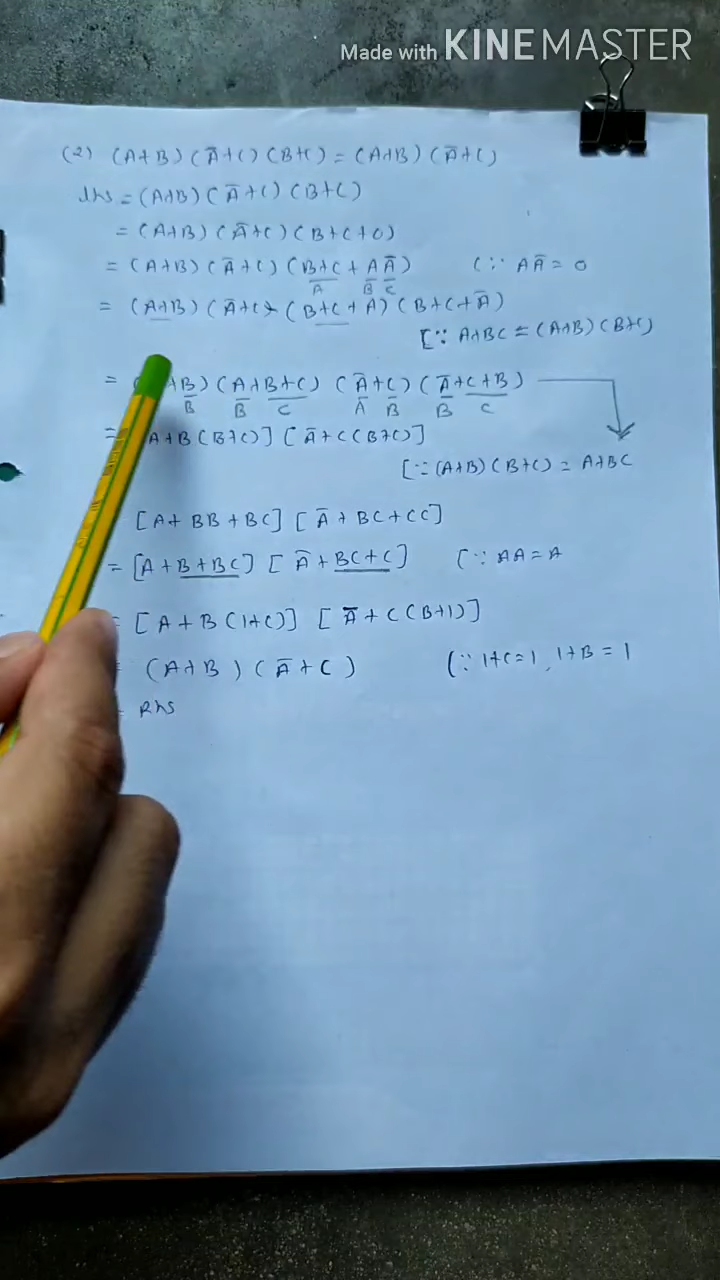 Made with KINEMASTER
(2) (A+B) (Ā+C) (B+C) = (A+B) (Ā+C)
Lhs = (A+B) (Ā+C) (B+C)
= (A+B) (Ā+C) (B+C+0)
= (A+B) (Ā+C) (B+C + AĀ) (∵ AĀ = 0
A B C
= (A+B) (Ā+C) (B+C+A) (B+C+Ā)
[∵ A+BC = (A+B) (B+C)
= +B) (A+B+C) (Ā+C) (Ā+C+B)
B B C A B B C
= A+B(B+C)] [Ā+C(B+C)]
[∵ (A+B) (B+C) = A+BC
[A+BB+BC] [Ā+BC+CC]
= [A+B+BC] [Ā+BC+C] (∵ AA=A
= [A+B(1+C)] [Ā+C(B+1)]
(A+B) (Ā+C) (∵ 1+C=1, 1+B=1
Rhs